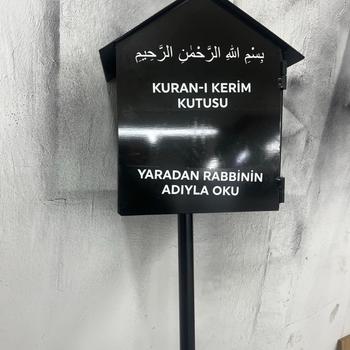 بِسْمِ اللهِ الرَّحْمٰنِ الرَّحِيمِ
KURAN-I KERİM
KUTUSU
YARADAN RABBİNİN
ADIYLA OKU